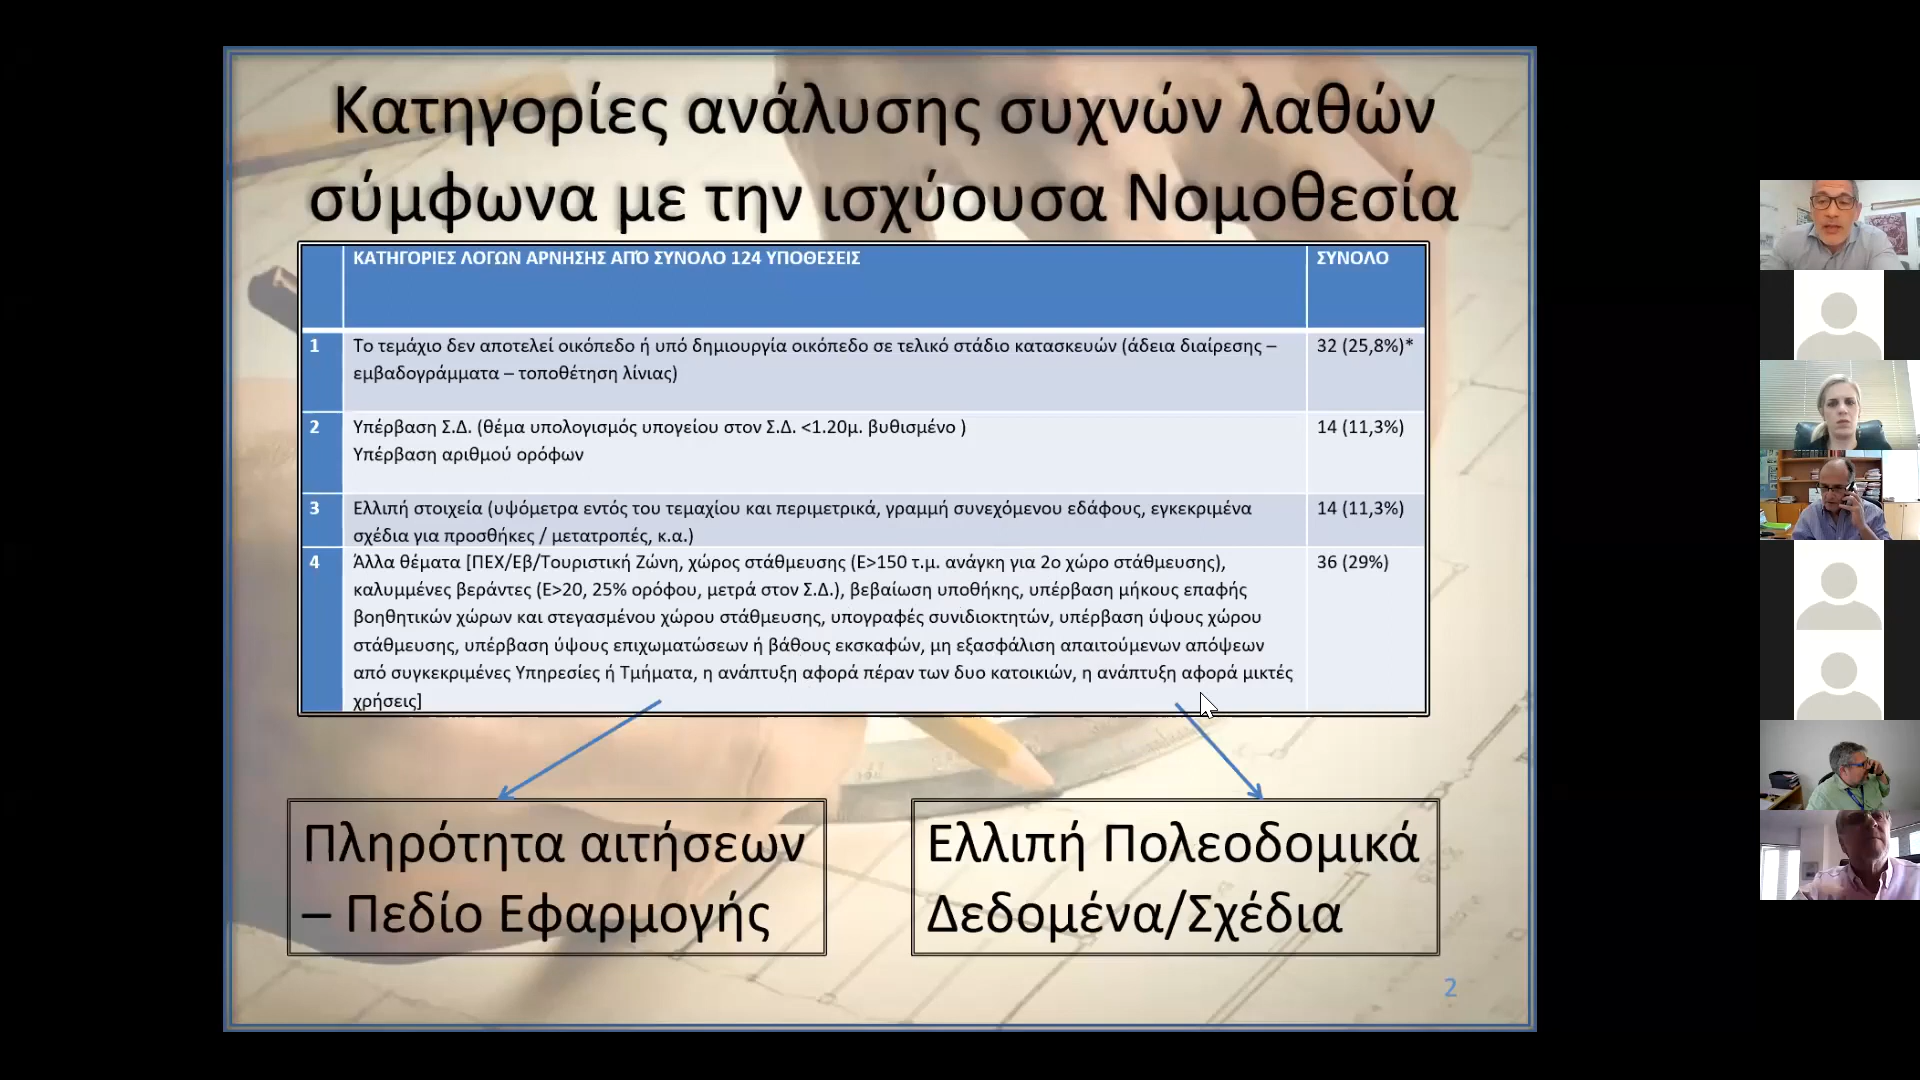 Κατηγορίες ανάλυσης συχνών λαθών
σύμφωνα με την ισχύουσα Νομοθεσία
ΚΑΤΗΓΟΡΙΕΣ ΛΟΓΩΝ ΑΡΝΗΣΗΣ ΑΠΌ ΣΥΝΟΛΟ 124 ΥΠΟΘΕΣΕΙΣ ΣΥΝΟΛΟ
1 Το τεμάχιο δεν αποτελεί οικόπεδο ή υπό δημιουργία οικόπεδο σε τελικό στάδιο κατασκευών (άδεια διαίρεσης – 32 (25,8%)*
εμβαδογράμματα – τοποθέτηση λίνιας)
2 Υπέρβαση Σ.Δ. (θέμα υπολογισμός υπογείου στον Σ.Δ. <1.20μ. βυθισμένο ) 14 (11,3%)
Υπέρβαση αριθμού ορόφων
3 Ελλιπή στοιχεία (υψόμετρα εντός του τεμαχίου και περιμετρικά, γραμμή συνεχόμενου εδάφους, εγκεκριμένα 14 (11,3%)
σχέδια για προσθήκες / μετατροπές, κ.α.)
4 Άλλα θέματα [ΠΕΧ/Εβ/Τουριστική Ζώνη, χώρος στάθμευσης (Ε>150 τ.μ. ανάγκη για 2ο χώρο στάθμευσης), 36 (29%)
καλυμμένες βεράντες (Ε>20, 25% ορόφου, μετρά στον Σ.Δ.), βεβαίωση υποθήκης, υπέρβαση μήκους επαφής
βοηθητικών χώρων και στεγασμένου χώρου στάθμευσης, υπογραφές συνιδιοκτητών, υπέρβαση ύψους χώρου
στάθμευσης, υπέρβαση ύψους επιχωματώσεων ή βάθους εκσκαφών, μη εξασφάλιση απαιτούμενων απόψεων
από συγκεκριμένες Υπηρεσίες ή Τμήματα, η ανάπτυξη αφορά πέραν των δυο κατοικιών, η ανάπτυξη αφορά μικτές
χρήσεις]
Πληρότητα αιτήσεων
– Πεδίο Εφαρμογής
Ελλιπή Πολεοδομικά
Δεδομένα/Σχέδια
2